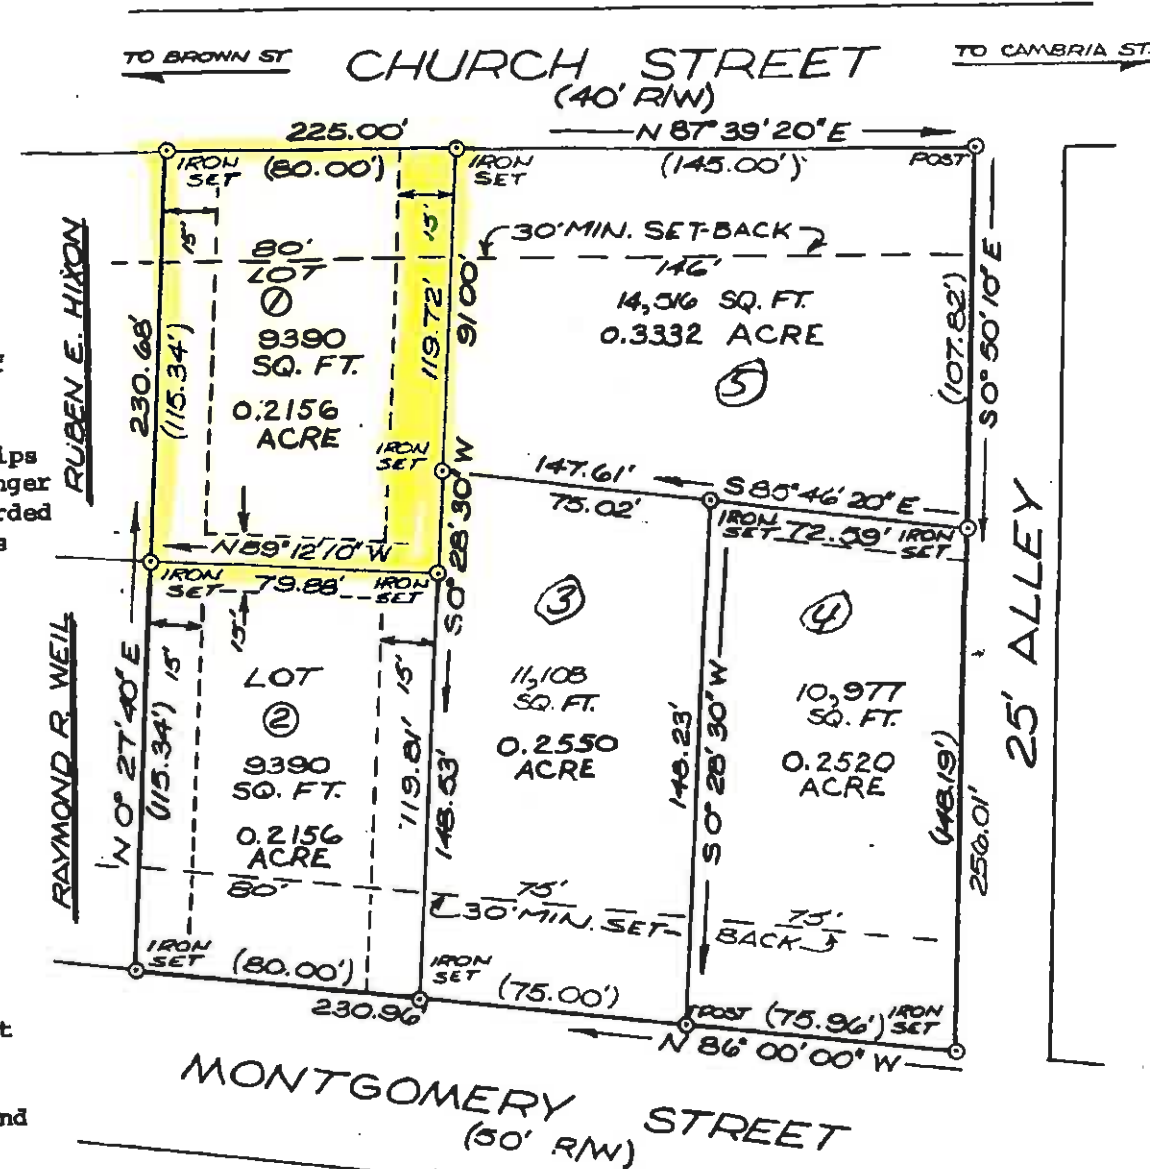 TO BROWN ST
CHURCH STREET
TO CAMBRIA ST.
(40' R/W)
225.00'
N 87° 39' 20" E
IRON SET
(80.00')
IRON SET
(145.00')
POST
15'
15'
30' MIN. SET-BACK
80'
146'
LOT
1
9390
SQ. FT.
0.2156
ACRE
14,516 SQ. FT.
0.3332 ACRE
5
RUBEN E. HIXON
230.68'
(115.34')
119.72'
91.00'
(107.82')
S 0° 50' 10" E
ips
nger
rded
s
IRON SET
147.61'
S 85° 46' 20" E
75.02'
IRON SET
72.59'
IRON SET
N 89° 12' 10" W
IRON SET
79.88'
IRON SET
S 0° 28' 30" W
15'
25' ALLEY
RAYMOND R. WEIL
N 0° 27' 40" E
(115.34')
15'
LOT
2
9390
SQ. FT.
0.2156
ACRE
15'
119.81'
148.53'
3
11,108
SQ. FT.
0.2550
ACRE
148.23'
S 0° 28' 30" W
4
10,977
SQ. FT.
0.2520
ACRE
(148.19')
256.01'
80'
75'
75'
30' MIN. SET-BACK
IRON SET
(80.00')
IRON SET
(75.00')
POST
(75.96')
IRON SET
230.96'
N 86° 00' 00" W
t
MONTGOMERY STREET
(50' R/W)
nd